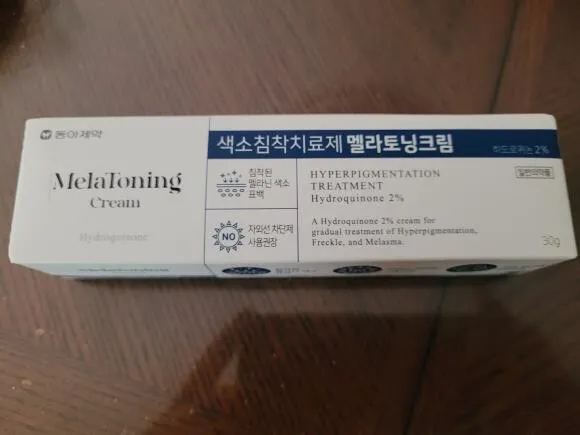 동아제약
MelaToning
Cream
Hydroquinone
색소침착치료제 멜라토닝크림
하드로퀴논 2%
침착된
멜라닌 색소
표백
NO
자외선 차단제
사용권장
HYPERPIGMENTATION
TREATMENT
Hydroquinone 2%
일반의약품
A Hydroquinone 2% cream for
gradual treatment of Hyperpigmentation,
Freckle, and Melasma.
30g